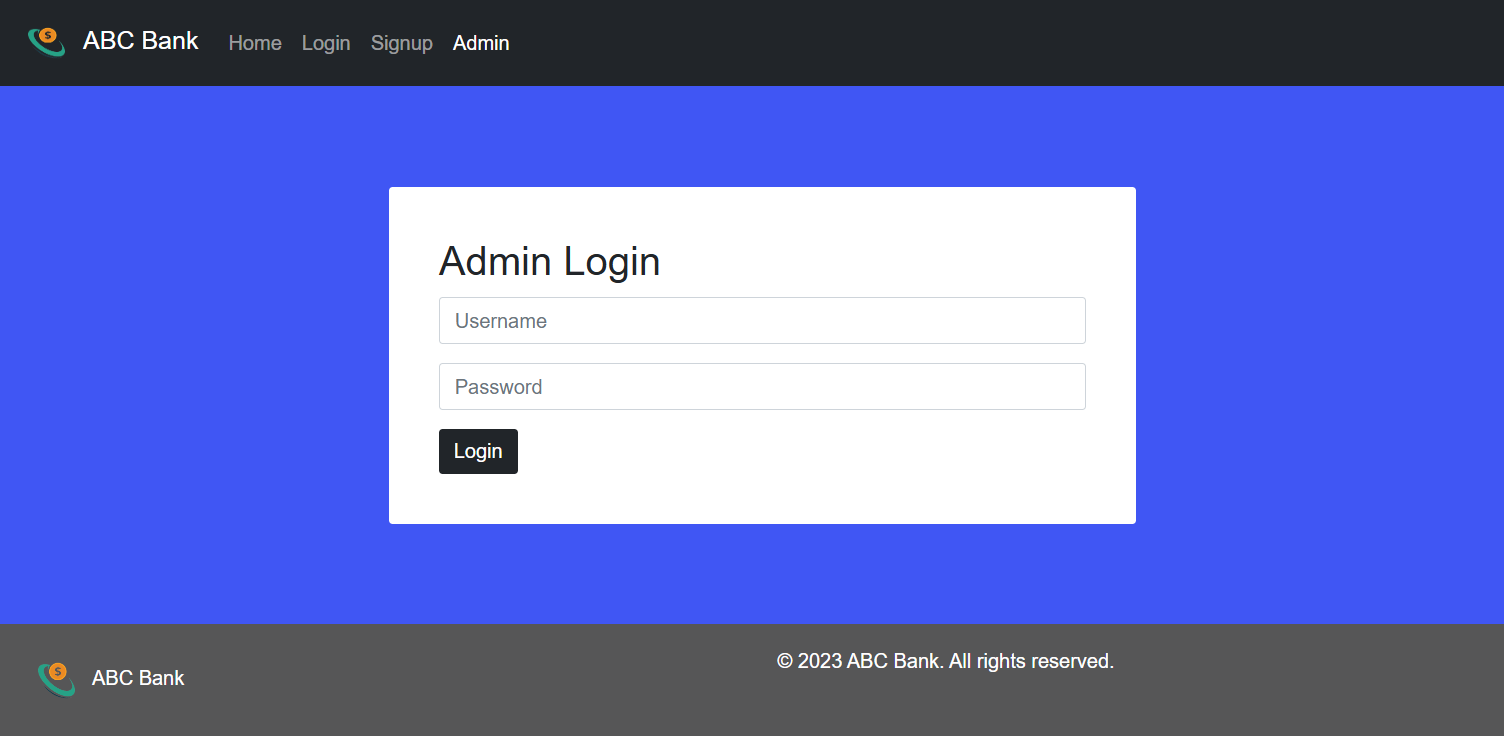 $ ABC Bank Home Login Signup Admin
Admin Login
Username
Password
Login
© 2023 ABC Bank. All rights reserved.
$ ABC Bank